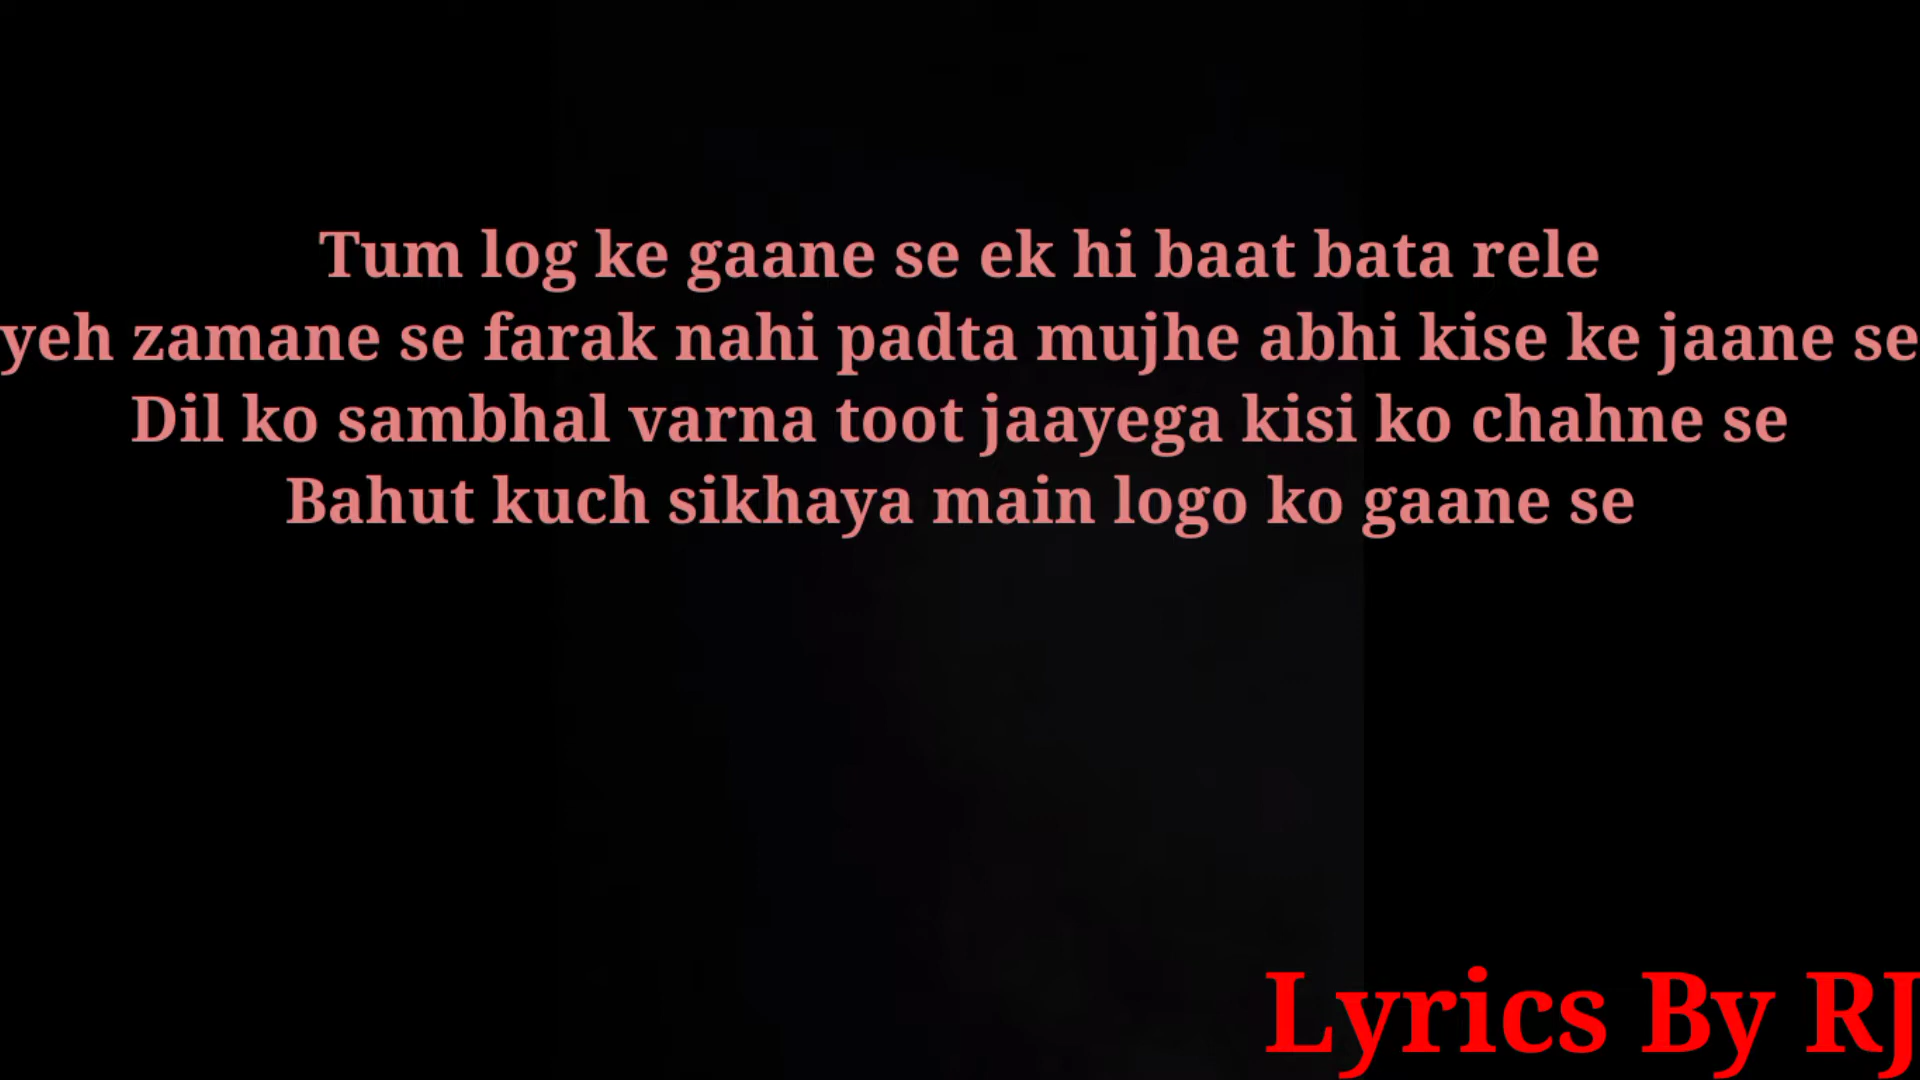 Tum log ke gaane se ek hi baat bata rele
yeh zamane se farak nahi padta mujhe abhi kise ke jaane se
Dil ko sambhal varna toot jaayega kisi ko chahne se
Bahut kuch sikhaya main logo ko gaane se
Lyrics By RJ